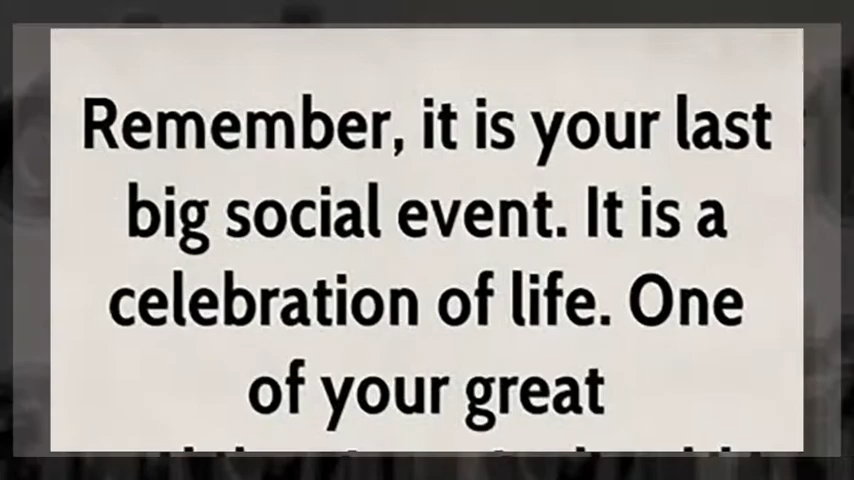 Remember, it is your last
big social event. It is a
celebration of life. One
of your great